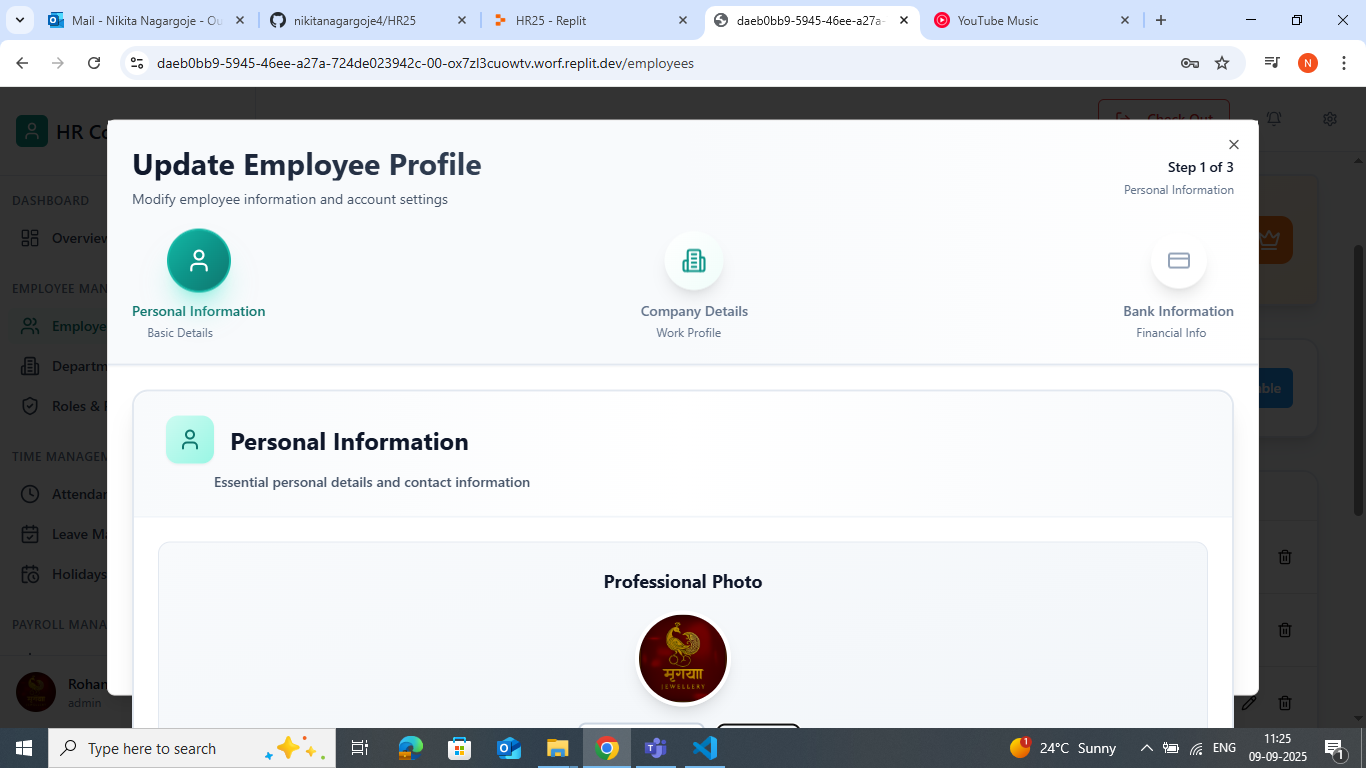 Mail - Nikita Nagargoje - Ou
nikitanagargoje4/HR25
HR25 - Replit
daeb0bb9-5945-46ee-a27a-
YouTube Music
daeb0bb9-5945-46ee-a27a-724de023942c-00-ox7zl3cuowtv.worf.replit.dev/employees
N
HR Co
Check Out
Update Employee Profile
Modify employee information and account settings
Step 1 of 3
Personal Information
Personal Information
Basic Details
Company Details
Work Profile
Bank Information
Financial Info
DASHBOARD
Overview
EMPLOYEE MAN
Employe
Departm
Roles &
TIME MANAGEM
Attendar
Leave Ma
Holidays
PAYROLL MANA
Rohan
admin
able
Personal Information
Essential personal details and contact information
Professional Photo
मृगया
JEWELLERY
Type here to search
1
24°C Sunny
ENG
11:25
09-09-2025
1